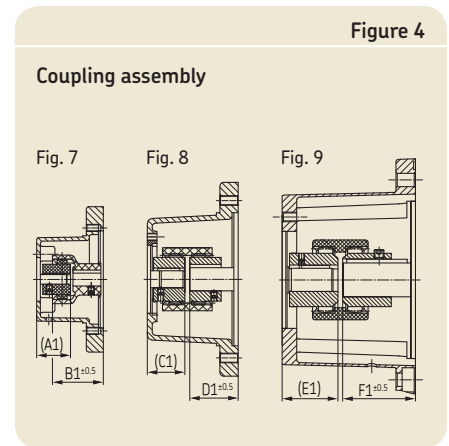 Figure 4
Coupling assembly
Fig. 7 Fig. 8 Fig. 9
(A1)
B1±0.5
(C1)
D1±0.5
(E1)
F1±0.5